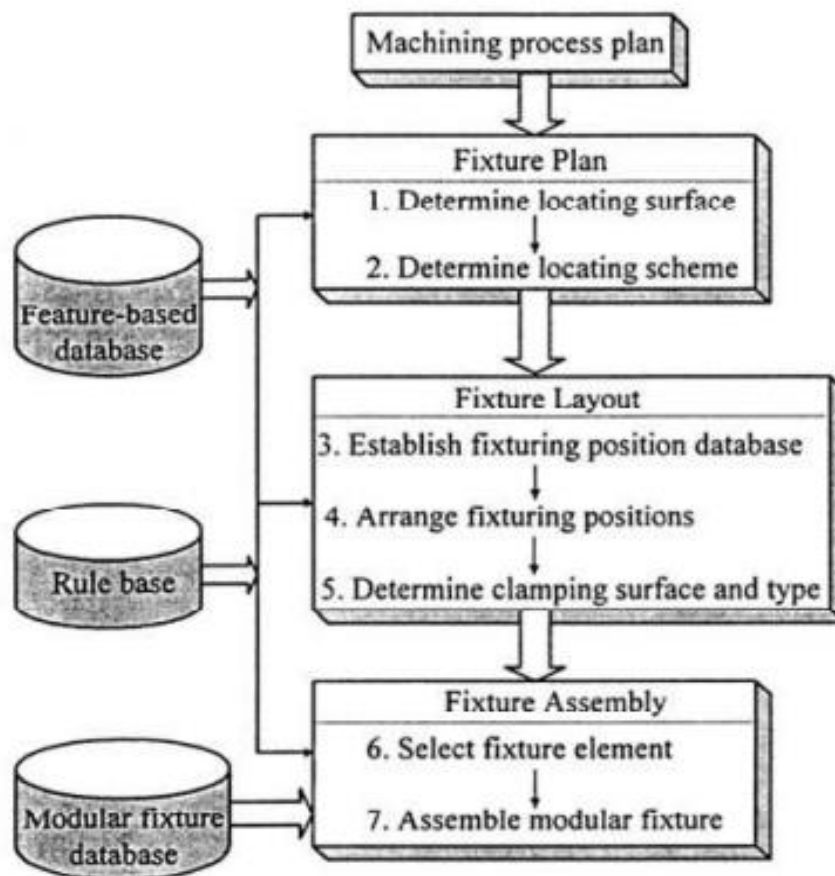 Machining process plan
Fixture Plan
1. Determine locating surface
2. Determine locating scheme
Feature-based
database
Fixture Layout
3. Establish fixturing position database
4. Arrange fixturing positions
5. Determine clamping surface and type
Rule base
Fixture Assembly
6. Select fixture element
7. Assemble modular fixture
Modular fixture
database